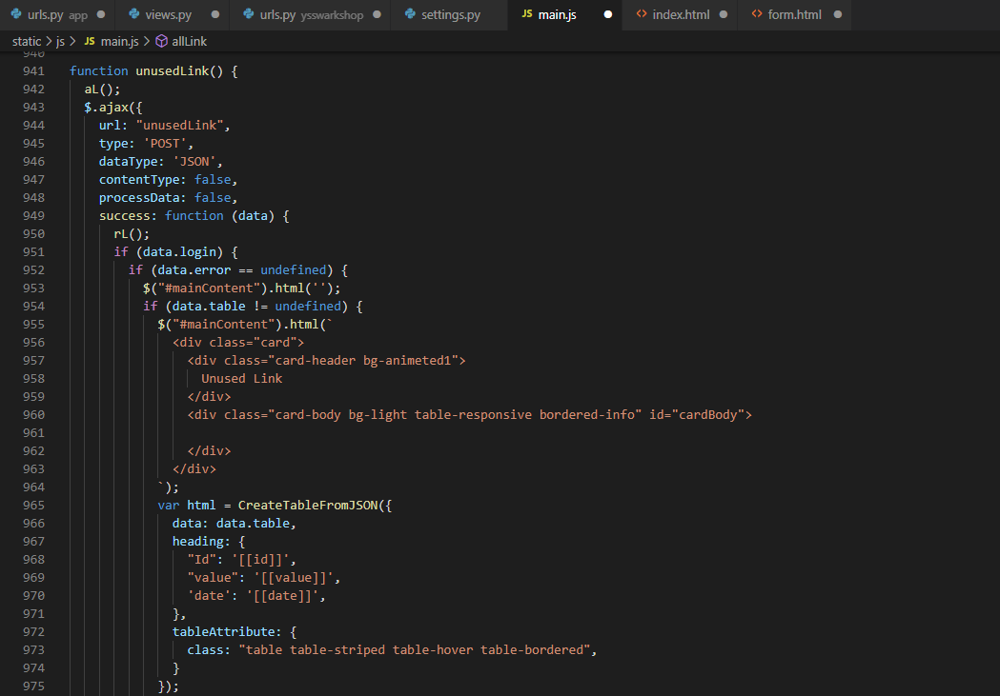 urls.py app ● views.py ● urls.py ysswarkshop ● settings.py JS main.js ● <> index.html ● <> form.html ●
static > js > JS main.js > allLink
940
941 function unusedLink() {
942 aL();
943 $.ajax({
944 url: "unusedLink",
945 type: 'POST',
946 dataType: 'JSON',
947 contentType: false,
948 processData: false,
949 success: function (data) {
950 rL();
951 if (data.login) {
952 if (data.error == undefined) {
953 $("#mainContent").html('');
954 if (data.table != undefined) {
955 $("#mainContent").html(`
956 <div class="card">
957 <div class="card-header bg-animeted1">
958 Unused Link
959 </div>
960 <div class="card-body bg-light table-responsive bordered-info" id="cardBody">
961
962 </div>
963 </div>
964 `);
965 var html = CreateTableFromJSON({
966 data: data.table,
967 heading: {
968 "Id": '[[id]]',
969 "value": '[[value]]',
970 'date': '[[date]]',
971 },
972 tableAttribute: {
973 class: "table table-striped table-hover table-bordered",
974 }
975 });